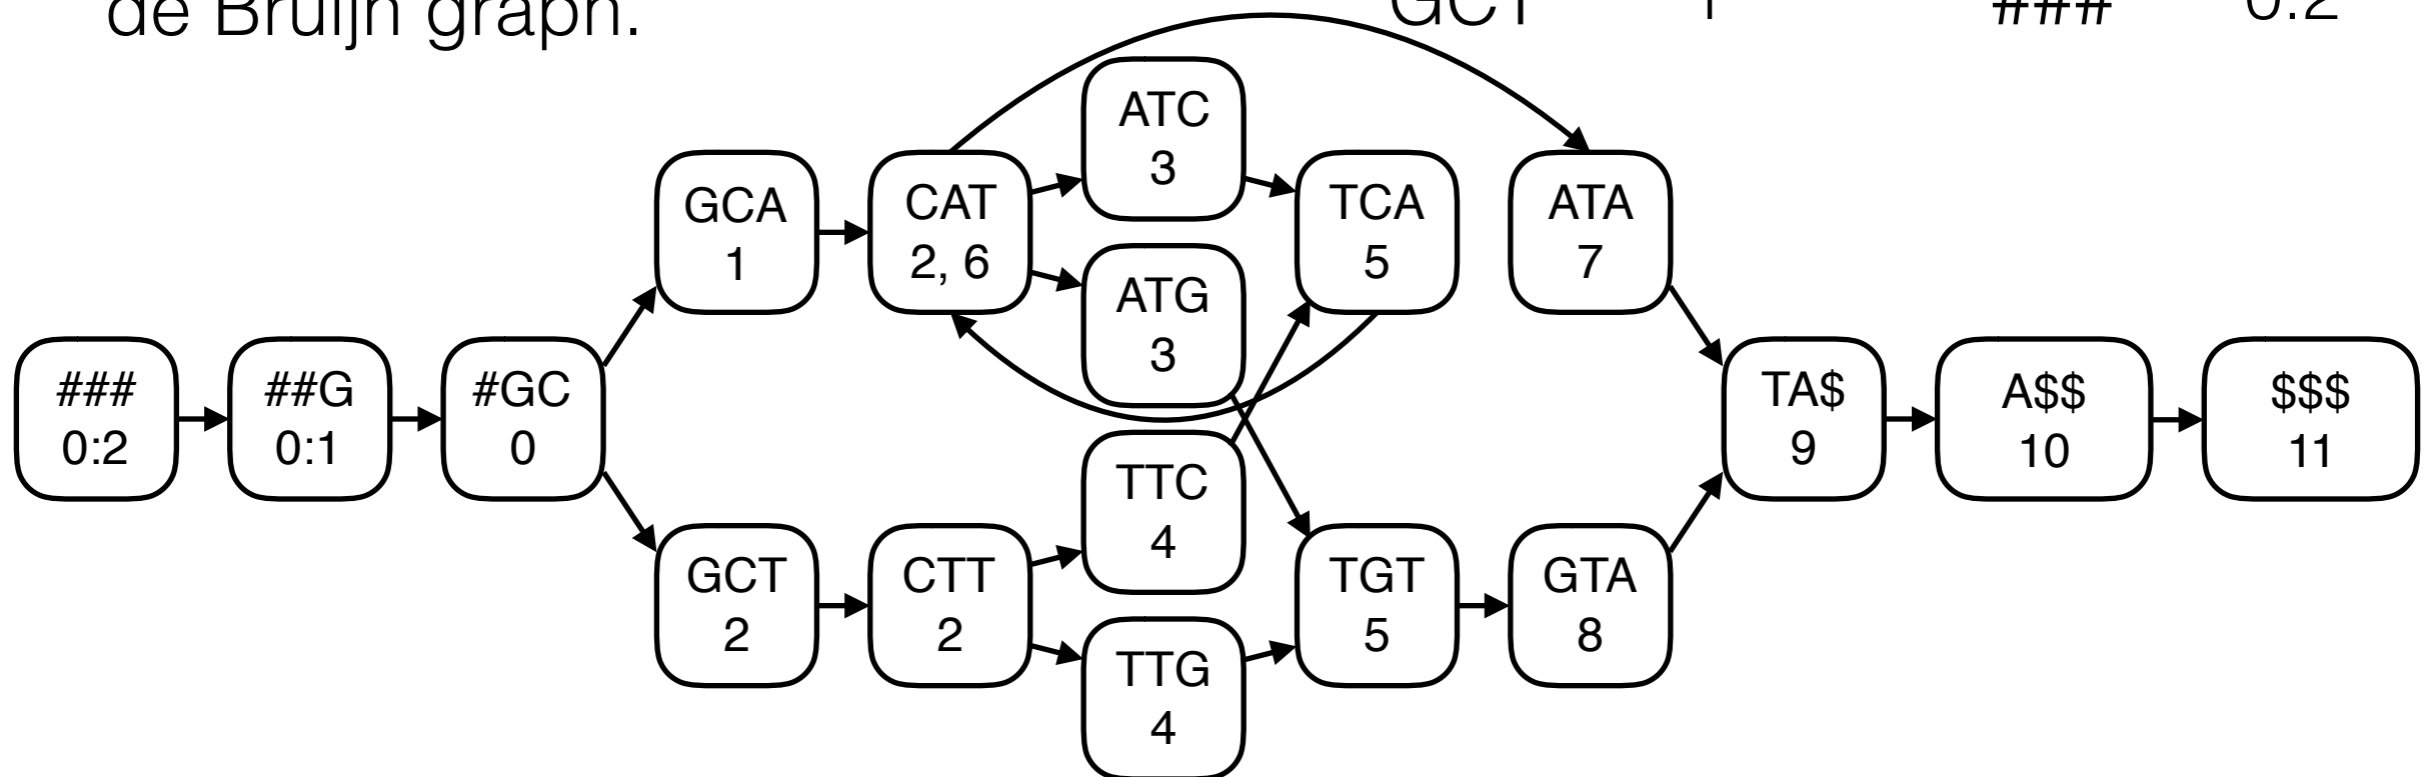 de Bruijn graph.
GCT 1 ### 0:2
ATC
3
GCA
1
CAT
2, 6
TCA
5
ATA
7
ATG
3
###
0:2
##G
0:1
#GC
0
TA$
9
A$$
10
$$$
11
TTC
4
GCT
2
CTT
2
TGT
5
GTA
8
TTG
4